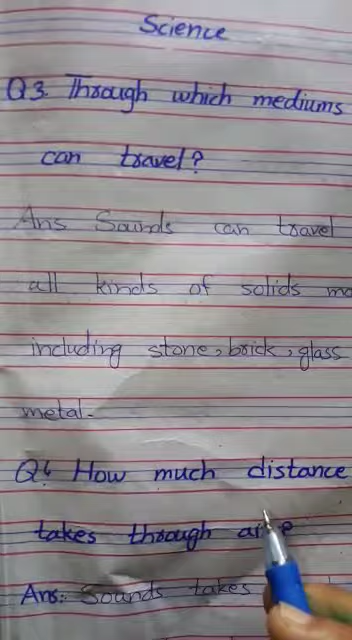 Science
Q3. Through which mediums
can travel?
Ans Sounds can travel
all kinds of solids
including stone, brick, glass
metal.
Q4 How much distance
takes through
Ans: Sounds takes